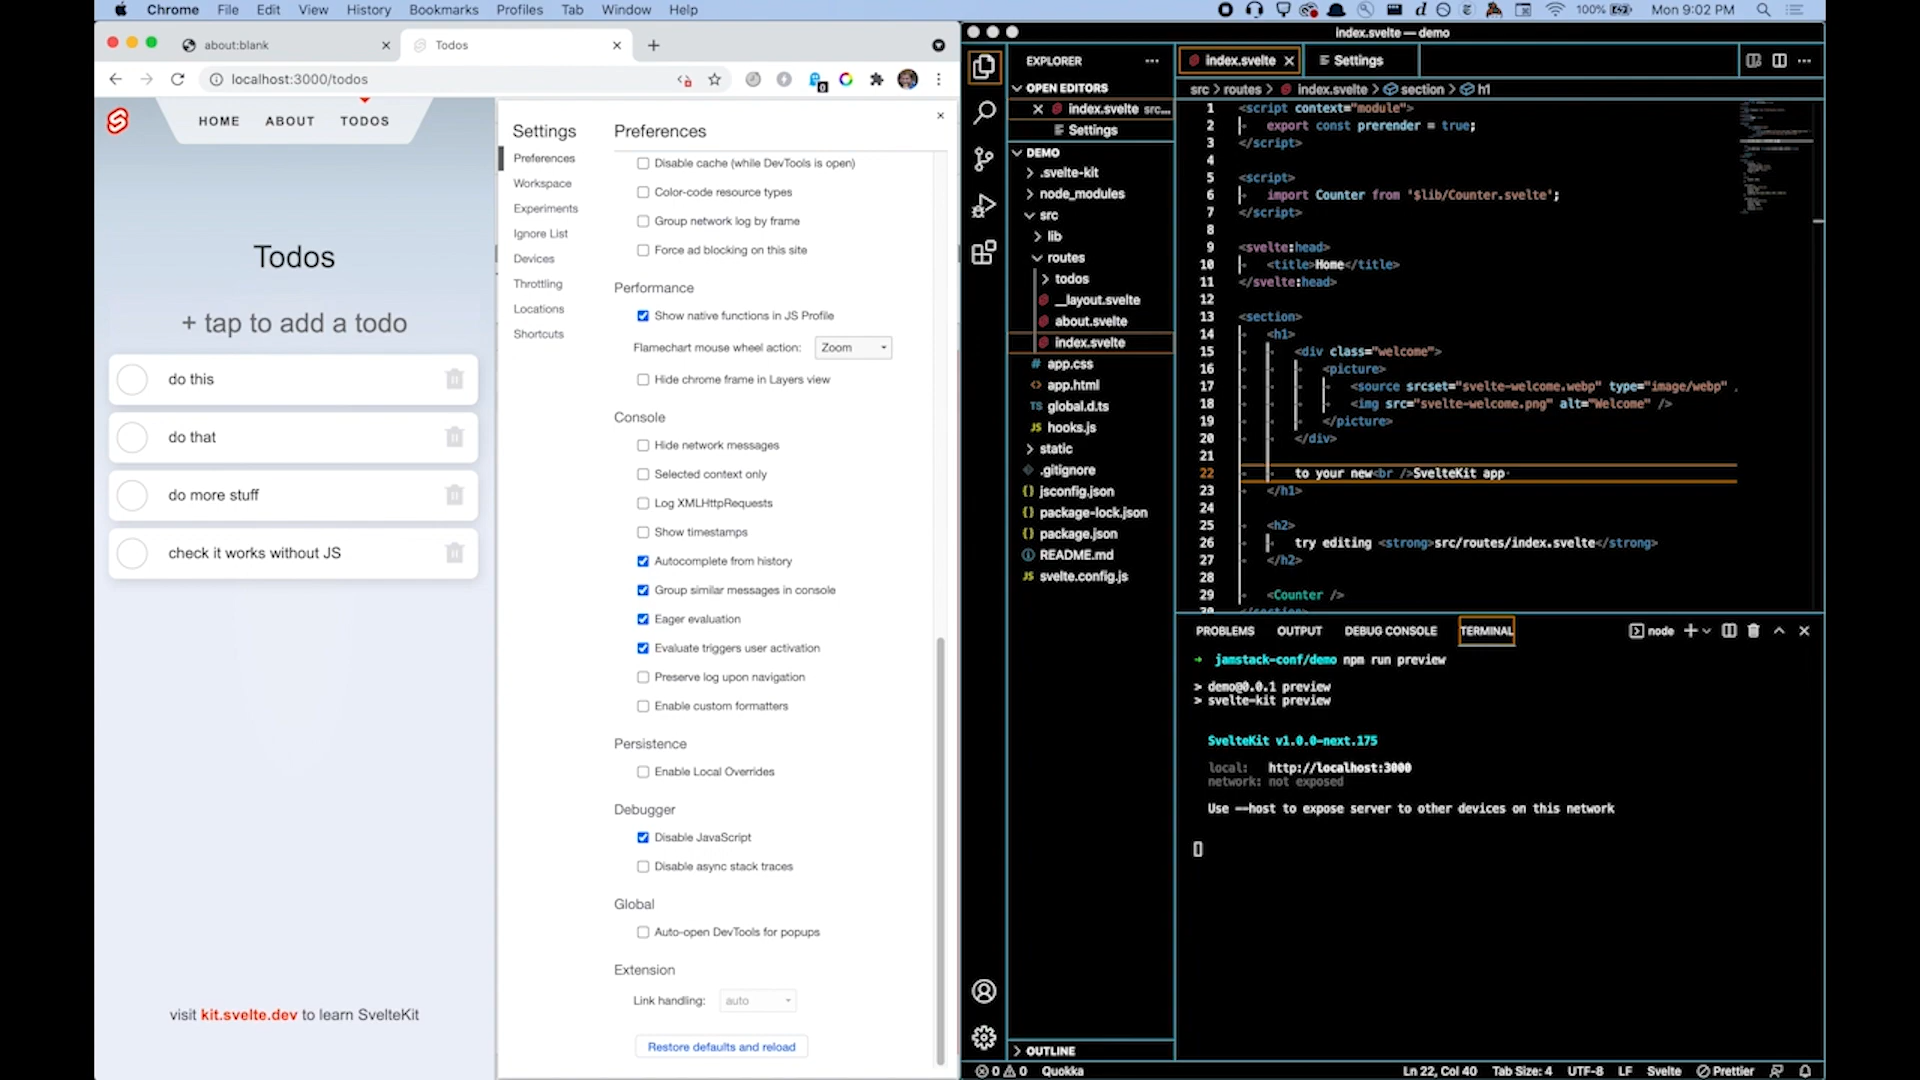 Chrome File Edit View History Bookmarks Profiles Tab Window Help
100% Mon 9:02 PM
about:blank
Todos
localhost:3000/todos
HOME ABOUT TODOS
Todos
+ tap to add a todo
do this
do that
do more stuff
check it works without JS
visit kit.svelte.dev to learn SvelteKit
Settings
Preferences
Workspace
Experiments
Ignore List
Devices
Throttling
Locations
Shortcuts
Preferences
Disable cache (while DevTools is open)
Color-code resource types
Group network log by frame
Force ad blocking on this site
Performance
Show native functions in JS Profile
Flamechart mouse wheel action: Zoom
Hide chrome frame in Layers view
Console
Hide network messages
Selected context only
Log XMLHttpRequests
Show timestamps
Autocomplete from history
Group similar messages in console
Eager evaluation
Evaluate triggers user activation
Preserve log upon navigation
Enable custom formatters
Persistence
Enable Local Overrides
Debugger
Disable JavaScript
Disable async stack traces
Global
Auto-open DevTools for popups
Extension
Link handling: auto
Restore defaults and reload
index.svelte — demo
EXPLORER
OPEN EDITORS
index.svelte src...
Settings
DEMO
.svelte-kit
node_modules
src
lib
routes
todos
__layout.svelte
about.svelte
index.svelte
# app.css
<> app.html
TS global.d.ts
JS hooks.js
static
.gitignore
{} jsconfig.json
{} package-lock.json
{} package.json
README.md
JS svelte.config.js
OUTLINE
index.svelte
Settings
src > routes > index.svelte > section > h1
1 <script context="module">
2 export const prerender = true;
3 </script>
4
5 <script>
6 import Counter from '$lib/Counter.svelte';
7 </script>
8
9 <svelte:head>
10 <title>Home</title>
11 </svelte:head>
12
13 <section>
14 <h1>
15 <div class="welcome">
16 <picture>
17 <source srcset="svelte-welcome.webp" type="image/webp"
18 <img src="svelte-welcome.png" alt="Welcome" />
19 </picture>
20 </div>
21
22 to your new<br />SvelteKit app
23 </h1>
24
25 <h2>
26 try editing <strong>src/routes/index.svelte</strong>
27 </h2>
28
29 <Counter />
30 </section>
PROBLEMS OUTPUT DEBUG CONSOLE TERMINAL
node
→ jamstack-conf/demo npm run preview
> demo@0.0.1 preview
> svelte-kit preview
SvelteKit v1.0.0-next.175
local: http://localhost:3000
network: not exposed
Use --host to expose server to other devices on this network
0 0 Quokka
Ln 22, Col 40 Tab Size: 4 UTF-8 LF Svelte Prettier